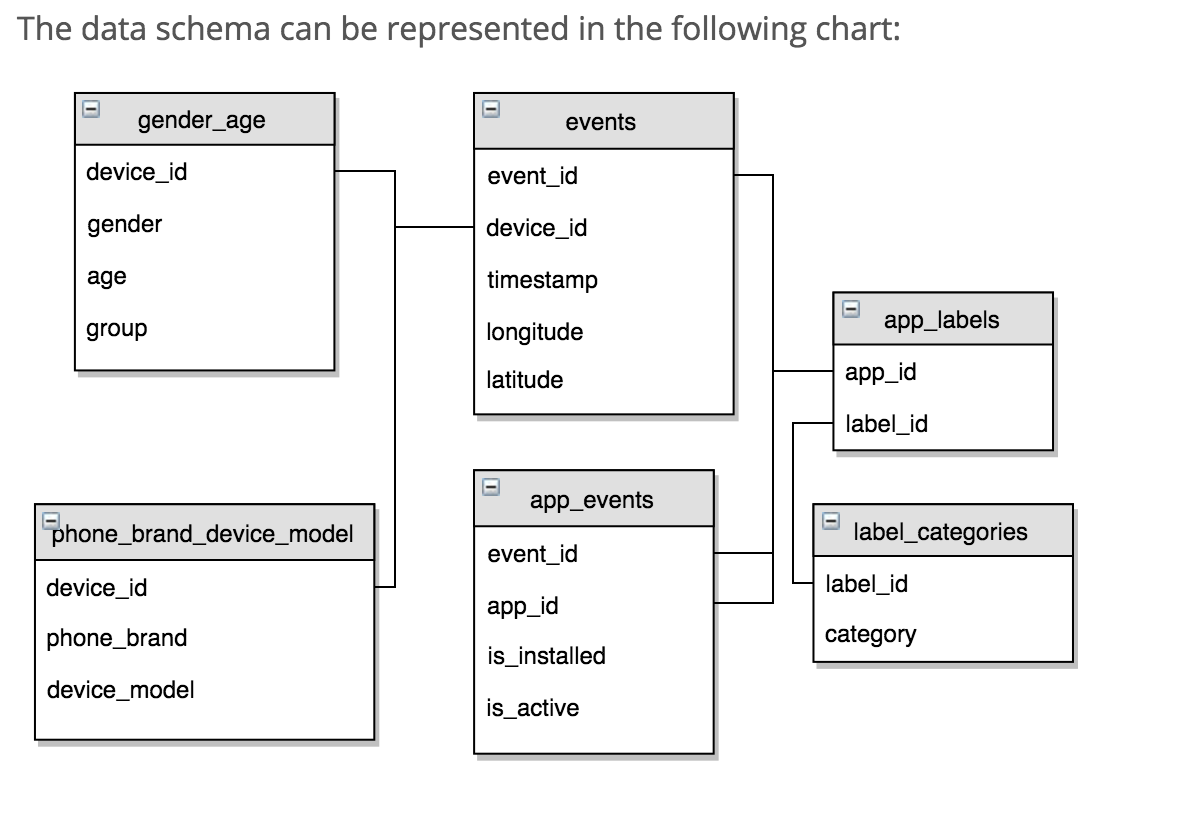 The data schema can be represented in the following chart:
gender_age
device_id
gender
age
group
events
event_id
device_id
timestamp
longitude
latitude
app_labels
app_id
label_id
phone_brand_device_model
device_id
phone_brand
device_model
app_events
event_id
app_id
is_installed
is_active
label_categories
label_id
category